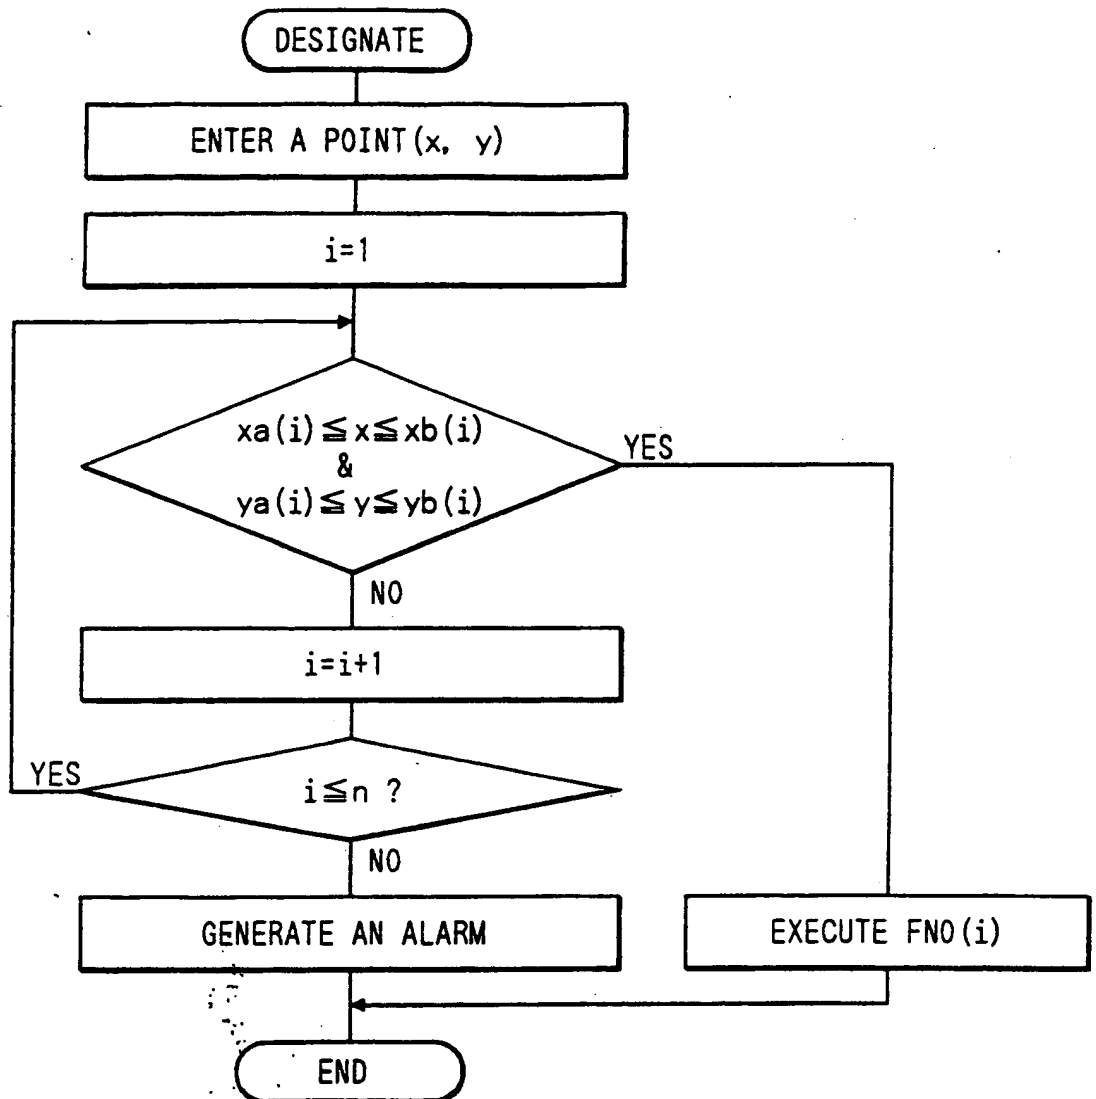 DESIGNATE
ENTER A POINT(x, y)
i=1
xa(i)≦x≦xb(i)
&
ya(i)≦y≦yb(i)
YES
NO
i=i+1
YES
i≦n ?
NO
GENERATE AN ALARM
EXECUTE FNO(i)
END